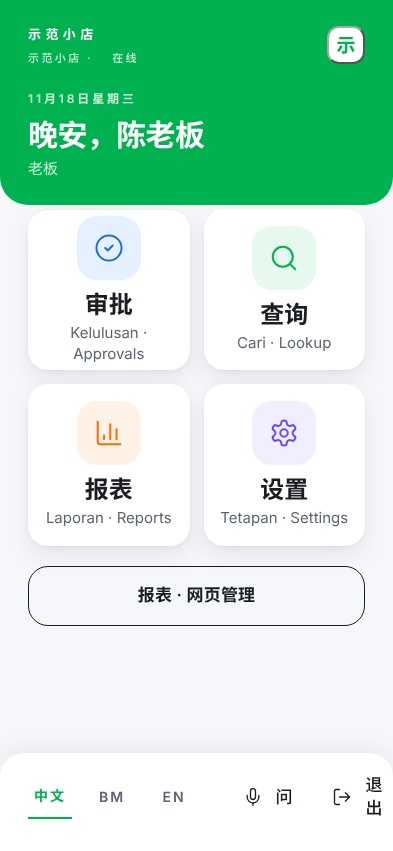 示范小店
示范小店 · 在线
示
11月18日星期三
晚安，陈老板
老板
审批
Kelulusan ·
Approvals
查询
Cari · Lookup
报表
Laporan · Reports
设置
Tetapan · Settings
报表 · 网页管理
中文 BM EN 问 退
出